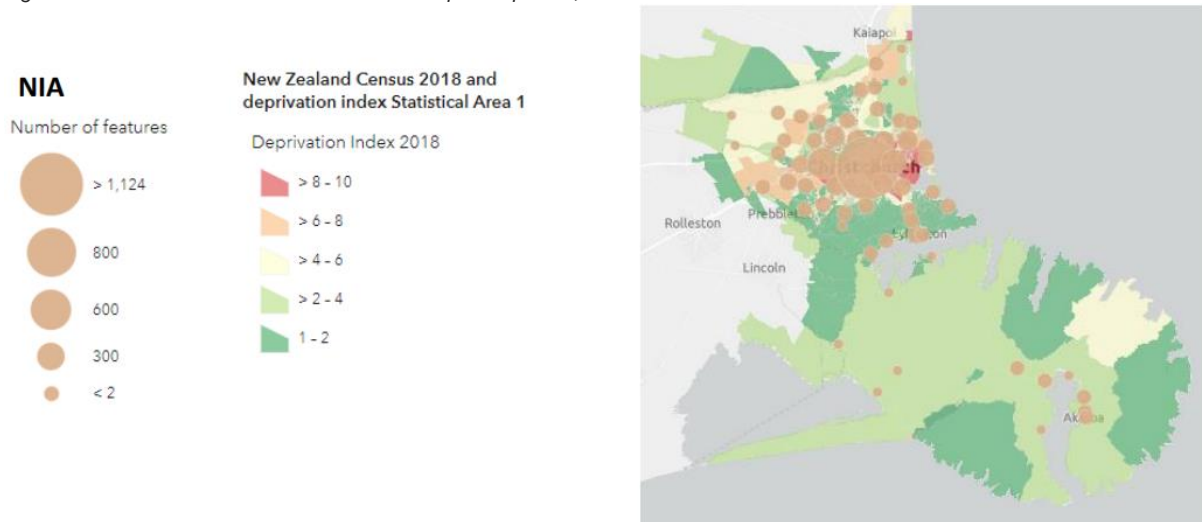 NIA
Number of features
> 1,124
800
600
300
< 2
New Zealand Census 2018 and
deprivation index Statistical Area 1
Deprivation Index 2018
> 8 - 10
> 6 - 8
> 4 - 6
> 2 - 4
1 - 2
Kaiapoi
Christchurch
Prebble
Rolleston
Lincoln